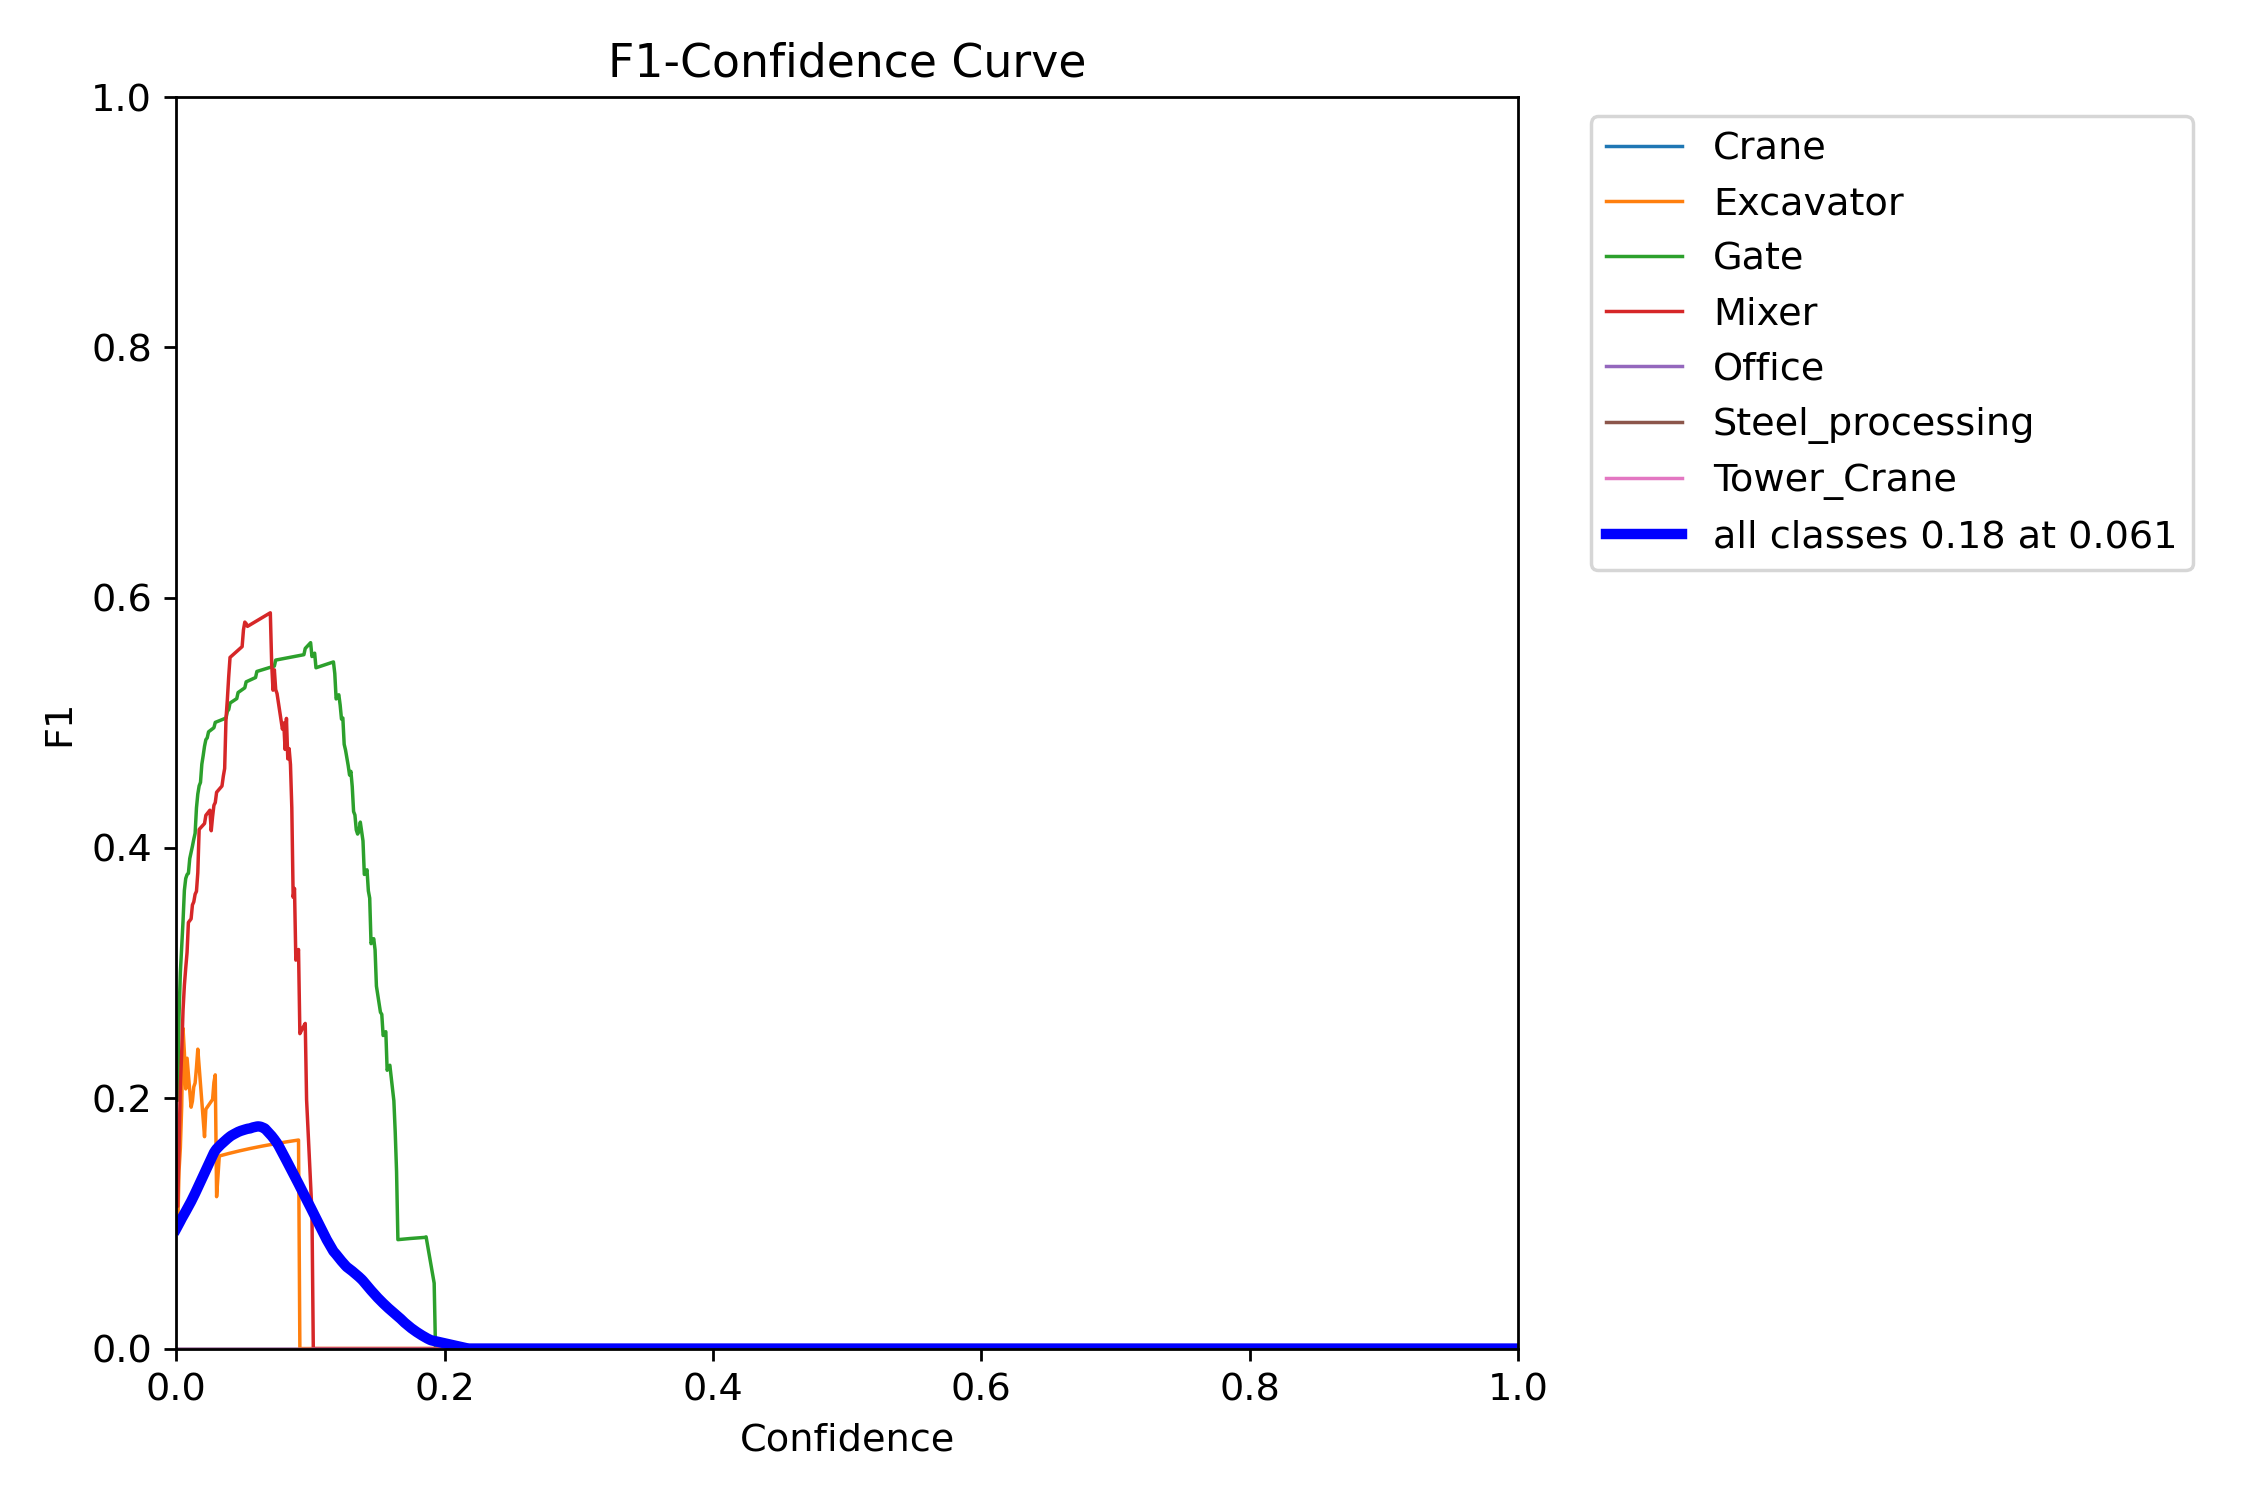 F1-Confidence Curve
1.0
0.8
0.6
0.4
0.2
0.0
F1
0.0 0.2 0.4 0.6 0.8 1.0
Confidence
Crane
Excavator
Gate
Mixer
Office
Steel_processing
Tower_Crane
all classes 0.18 at 0.061